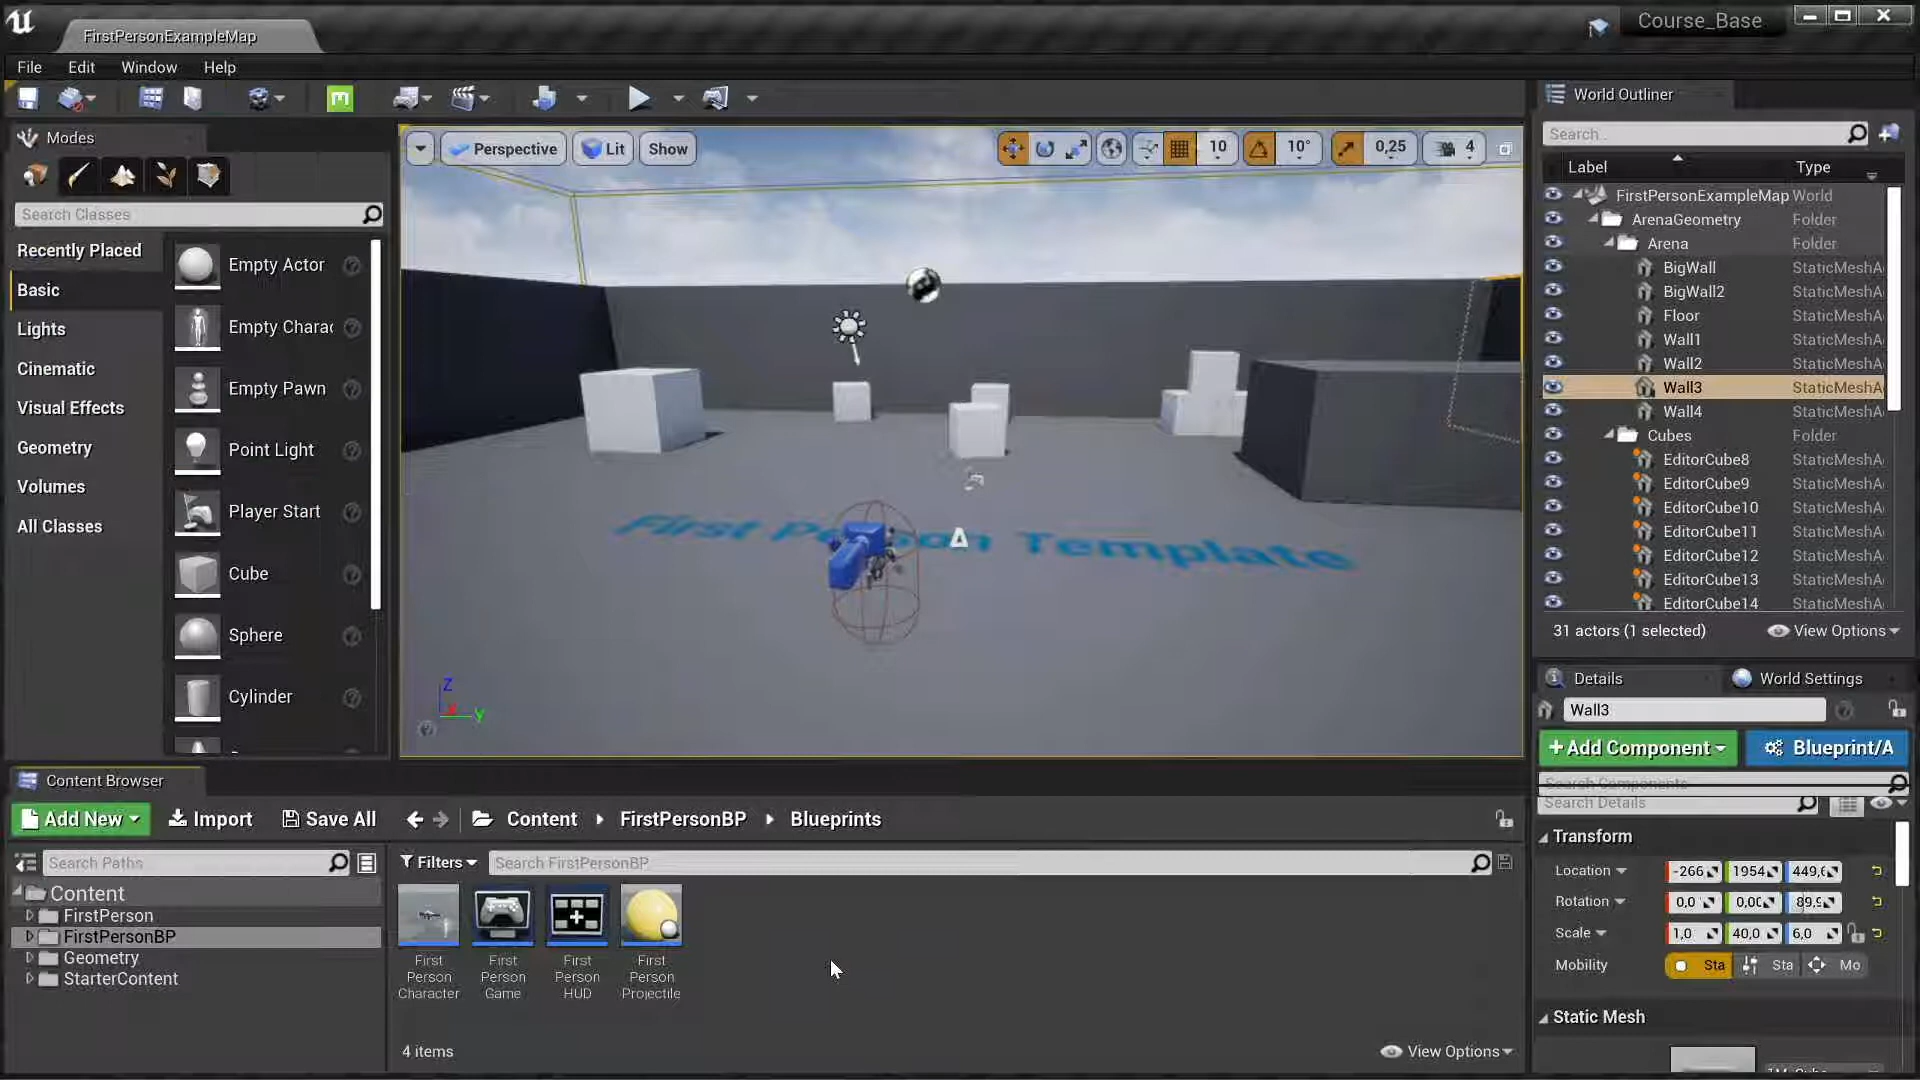 FirstPersonExampleMap
Course_Base
File Edit Window Help
Modes
Search Classes
Recently Placed
Basic
Lights
Cinematic
Visual Effects
Geometry
Volumes
All Classes
Empty Actor
Empty Charac
Empty Pawn
Point Light
Player Start
Cube
Sphere
Cylinder
Perspective Lit Show
10 10° 0,25 4
First Person Template
Z
X Y
World Outliner
Search...
Label Type
FirstPersonExampleMap World
ArenaGeometry Folder
Arena Folder
BigWall StaticMeshA
BigWall2 StaticMeshA
Floor StaticMeshA
Wall1 StaticMeshA
Wall2 StaticMeshA
Wall3 StaticMeshA
Wall4 StaticMeshA
Cubes Folder
EditorCube8 StaticMeshA
EditorCube9 StaticMeshA
EditorCube10 StaticMeshA
EditorCube11 StaticMeshA
EditorCube12 StaticMeshA
EditorCube13 StaticMeshA
EditorCube14 StaticMeshA
31 actors (1 selected) View Options
Details World Settings
Wall3
+Add Component Blueprint/A
Search Components
Search Details
Transform
Location -266 1954 449,6
Rotation 0,0 0,00 89,9
Scale 1,0 40,0 6,0
Mobility Sta Sta Mo
Static Mesh
Content Browser
Add New Import Save All Content FirstPersonBP Blueprints
Search Paths
Content
FirstPerson
FirstPersonBP
Geometry
StarterContent
Filters Search FirstPersonBP
First Person Character
First Person Game
First Person HUD
First Person Projectile
4 items
View Options